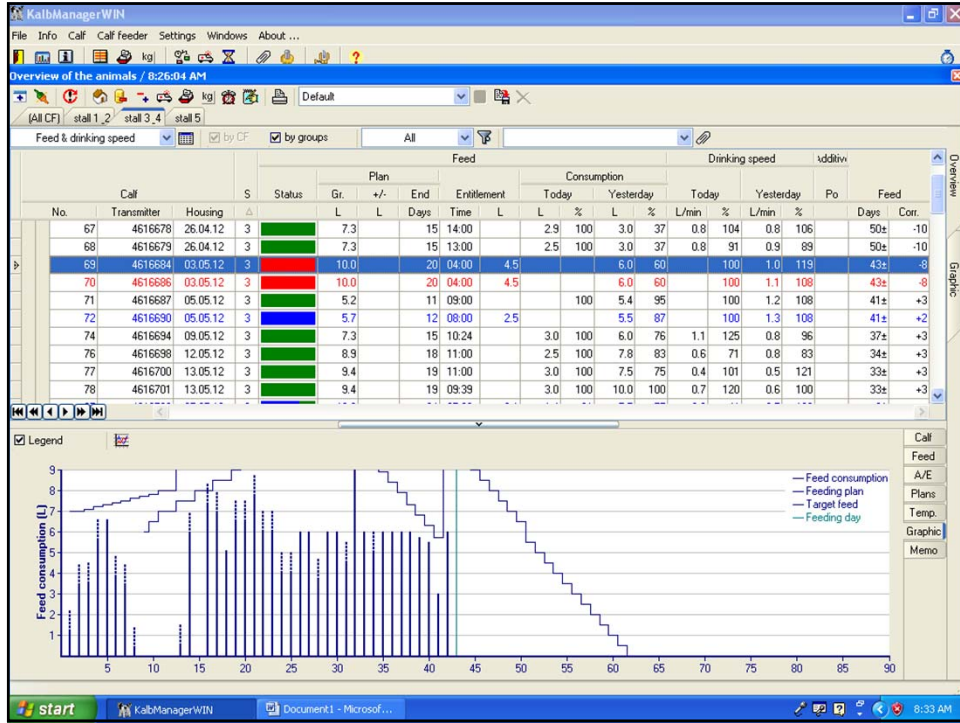 KalbManagerWIN
File Info Calf Calf feeder Settings Windows About ...
kg
Overview of the animals / 8:26:04 AM
kg Default
(All CF) stall 1_2 stall 3_4 stall 5
Feed & drinking speed by CF by groups All
Feed Drinking speed Additive
Plan Consumption
Calf S Status Gr. +/- End Entitlement Today Yesterday Today Yesterday Po Feed
No. Transmitter Housing L L Days Time L L % L % L/min % L/min % Days Corr.
67 4616678 26.04.12 3 7.3 15 14:00 2.9 100 3.0 37 0.8 104 0.8 106 50± -10
68 4616679 26.04.12 3 7.3 15 13:00 2.5 100 3.0 37 0.8 91 0.9 89 50± -10
69 4616684 03.05.12 3 10.0 20 04:00 4.5 6.0 60 100 1.0 119 43± -8
70 4616686 03.05.12 3 10.0 20 04:00 4.5 6.0 60 100 1.1 108 43± -8
71 4616687 05.05.12 3 5.2 11 09:00 100 5.4 95 100 1.2 108 41± +3
72 4616690 05.05.12 3 5.7 12 08:00 2.5 5.5 87 100 1.3 108 41± +2
74 4616694 09.05.12 3 7.3 15 10:24 3.0 100 6.0 76 1.1 125 0.8 96 37± +3
76 4616698 12.05.12 3 8.9 18 11:00 2.5 100 7.8 83 0.6 71 0.8 83 34± +3
77 4616700 13.05.12 3 9.4 19 11:00 3.0 100 7.5 75 0.4 101 0.5 121 33± +3
78 4616701 13.05.12 3 9.4 19 09:39 3.0 100 10.0 100 0.7 120 0.6 100 33± +3
Overview
Graphic
Legend
Calf
Feed
A/E
Plans
Temp.
Graphic
Memo
Feed consumption
Feeding plan
Target feed
Feeding day
Feed consumption (L)
9
8
7
6
5
4
3
2
1
5 10 15 20 25 30 35 40 45 50 55 60 65 70 75 80 85 90
start KalbManagerWIN Document1 - Microsof... 8:33 AM